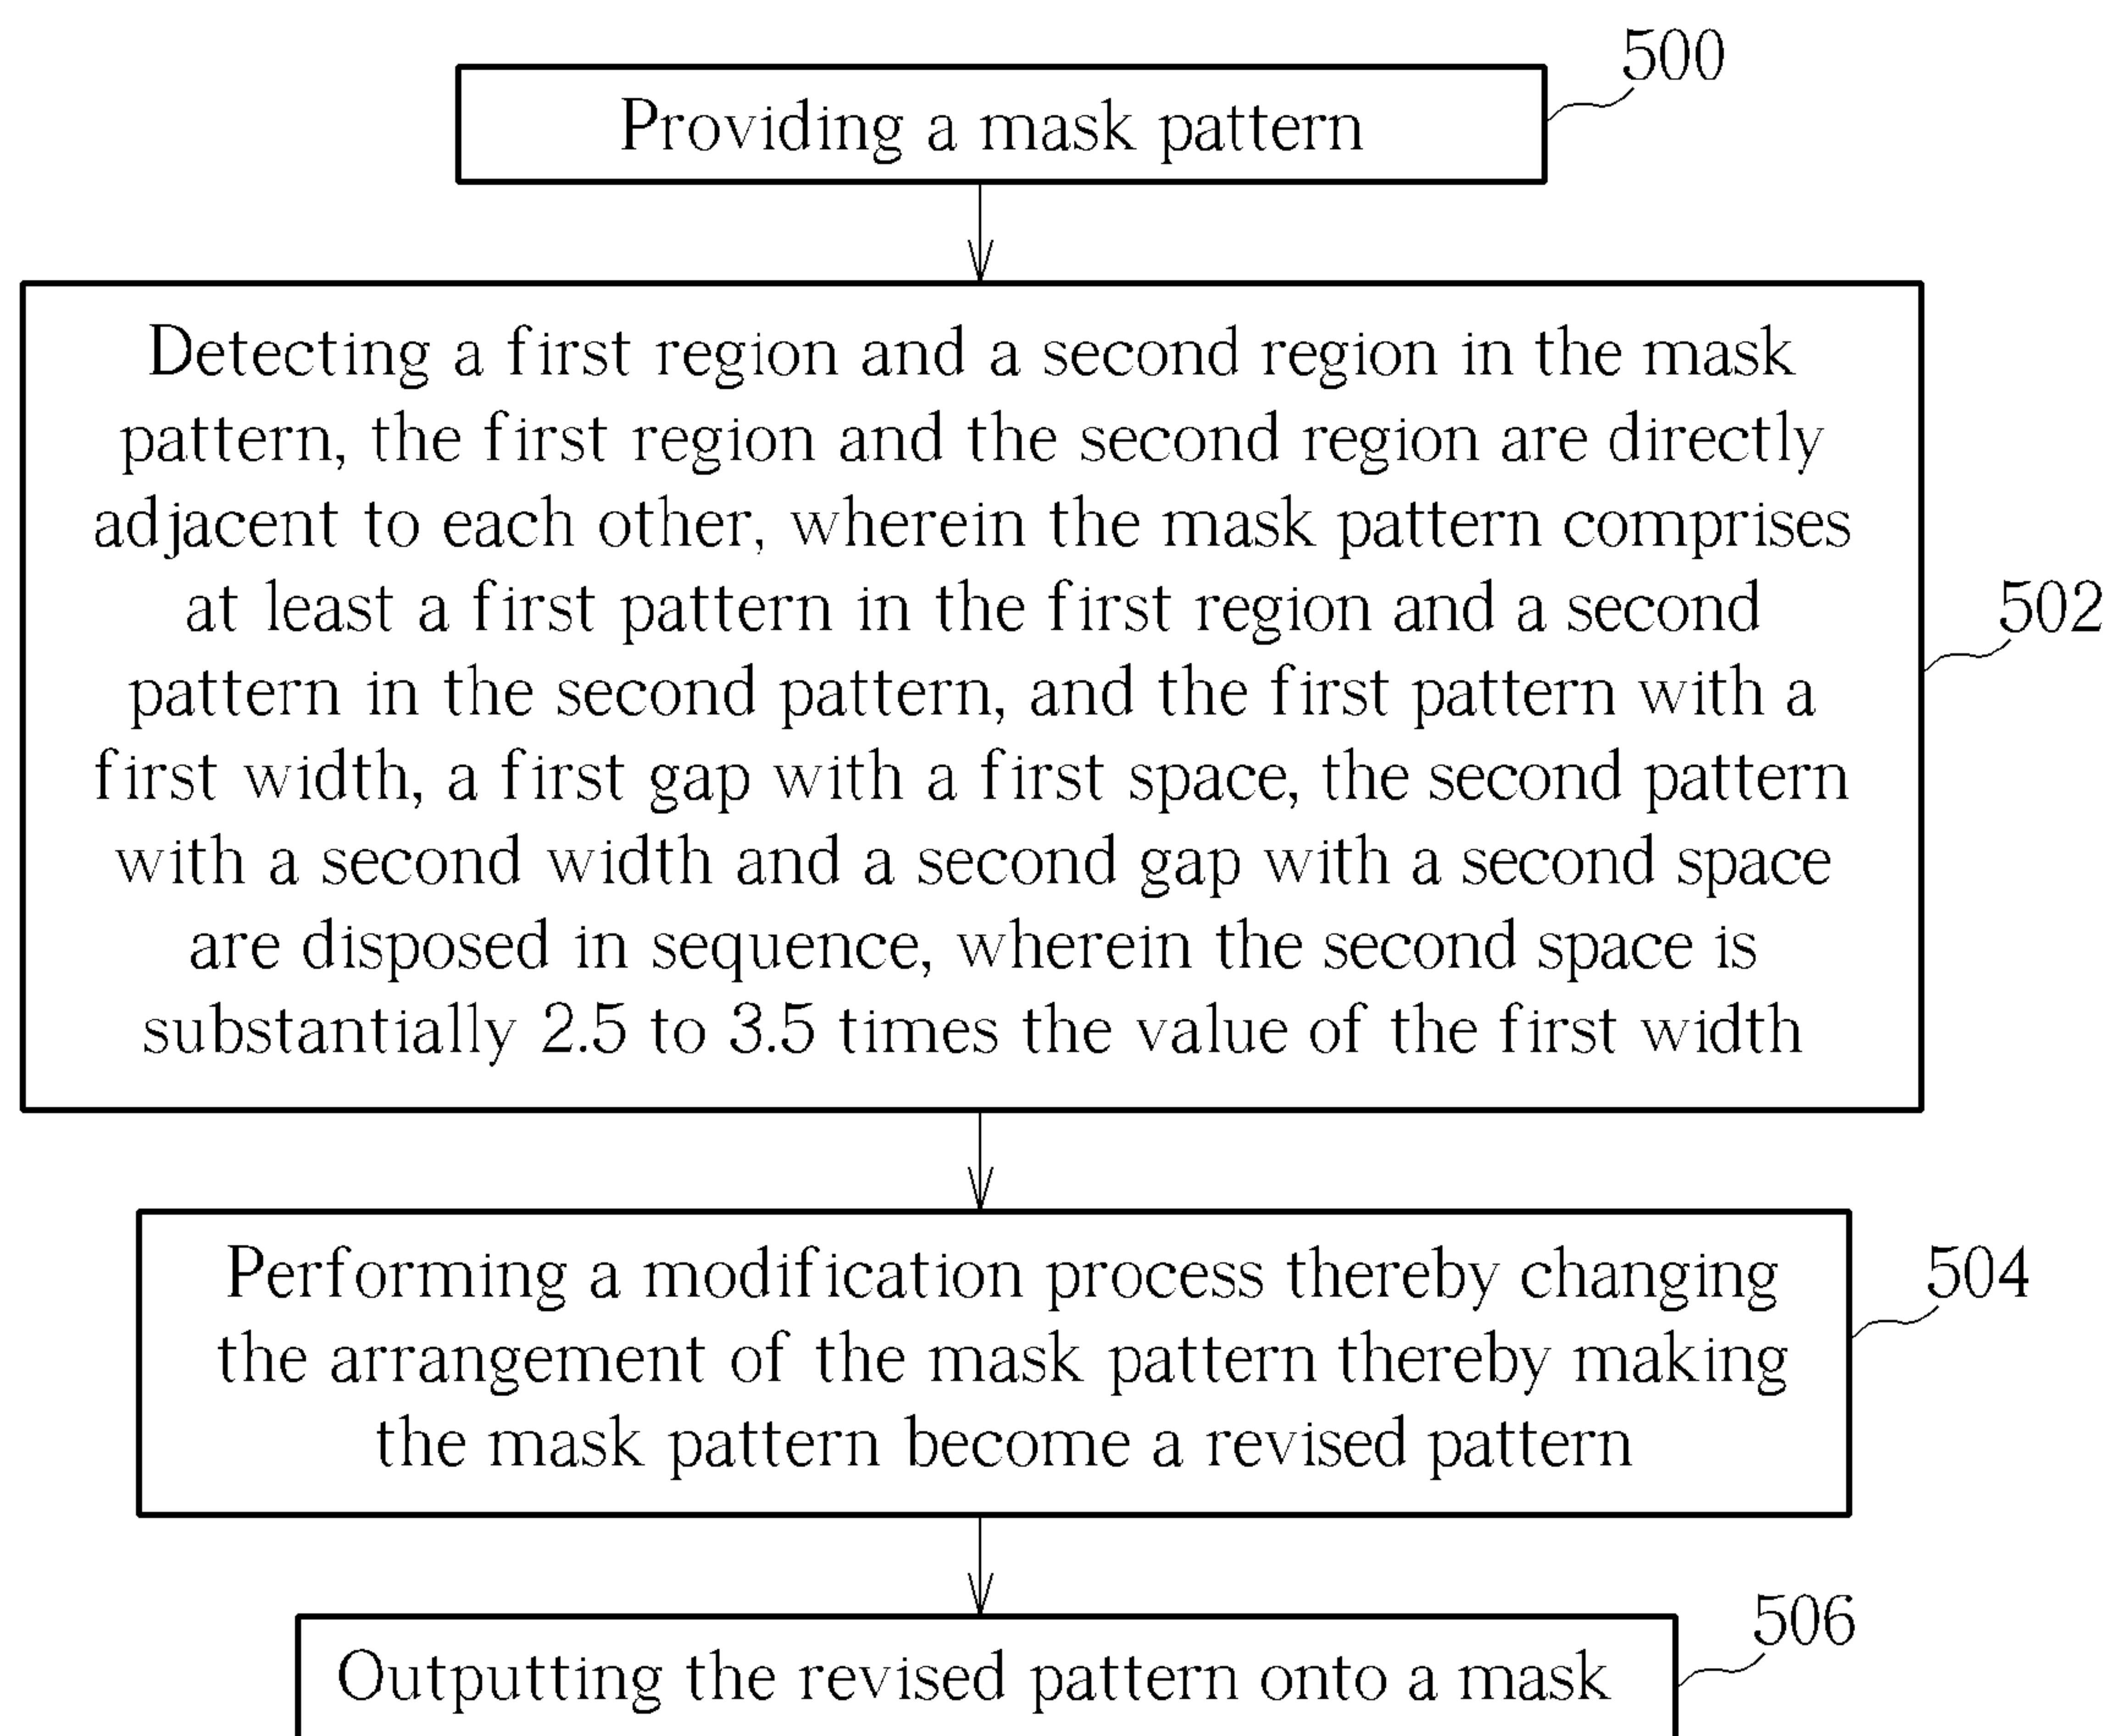 500
Providing a mask pattern
Detecting a first region and a second region in the mask
pattern, the first region and the second region are directly
adjacent to each other, wherein the mask pattern comprises
at least a first pattern in the first region and a second
pattern in the second pattern, and the first pattern with a
first width, a first gap with a first space, the second pattern
with a second width and a second gap with a second space
are disposed in sequence, wherein the second space is
substantially 2.5 to 3.5 times the value of the first width
502
Performing a modification process thereby changing
the arrangement of the mask pattern thereby making
the mask pattern become a revised pattern
504
506
Outputting the revised pattern onto a mask